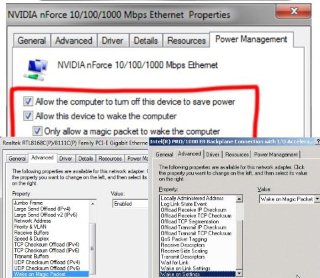 NVIDIA nForce 10/100/1000 Mbps Ethernet Properties
General Advanced Driver Details Resources Power Management
NVIDIA nForce 10/100/1000 Mbps Ethernet
Allow the computer to turn off this device to save power
Allow this device to wake the computer
Only allow a magic packet to wake the computer
Realtek RTL8168C(P)/8111C(P) Family PCI-E Gigabit Ethernet
General Advanced Driver Details Resources
The following properties are available for this network adapter. Click
the property you want to change on the left, and then select its value
on the right.
Property:
Value:
Jumbo Frame
Enabled
Large Send Offload (IPv4)
Large Send Offload v2 (IPv6)
Network Address
Priority & VLAN
Receive Buffers
Speed & Duplex
TCP Checksum Offload (IPv4)
TCP Checksum Offload (IPv6)
Transmit Buffers
UDP Checksum Offload (IPv4)
UDP Checksum Offload (IPv6)
Wake on Magic Packet
Intel(R) PRO/1000 EB Backplane Connection with I/O
General Advanced Driver Resources Power Management
The following properties are available for this network adapter. Click
the property you want to change on the left, and then select its value
on the right.
Property:
Value:
Locally Administered Address
Wake on Magic Packet
Log Link State Event
Offload Receive IP Checksum
Offload Receive TCP Checksum
Offload TCP Segmentation
Offload Transmit IP Checksum
Offload Transmit TCP Checksum
QoS Packet Tagging
Receive Descriptors
Receive Side Scaling
Transmit Descriptors
Wait for Link
Wake on Link Settings
Wake on Settings